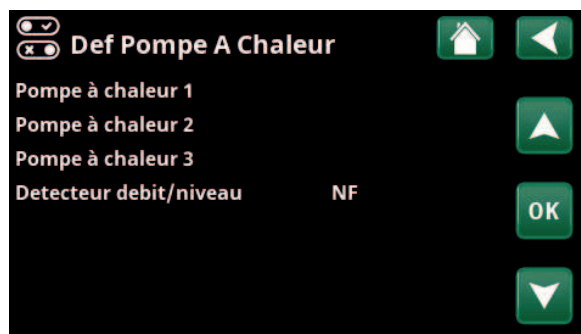 Def Pompe A Chaleur
Pompe à chaleur 1
Pompe à chaleur 2
Pompe à chaleur 3
Detecteur debit/niveau NF
OK